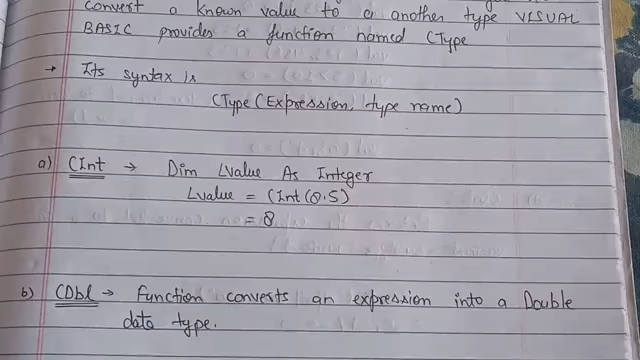 convert a known value to a another type VISUAL
BASIC provides a function named CType
→ Its syntax is
CType (Expression, type name)
a) CInt → Dim Lvalue As Integer
Lvalue = CInt (8.5)
= 8
b) CDbl → Function converts an expression into a Double
data type.